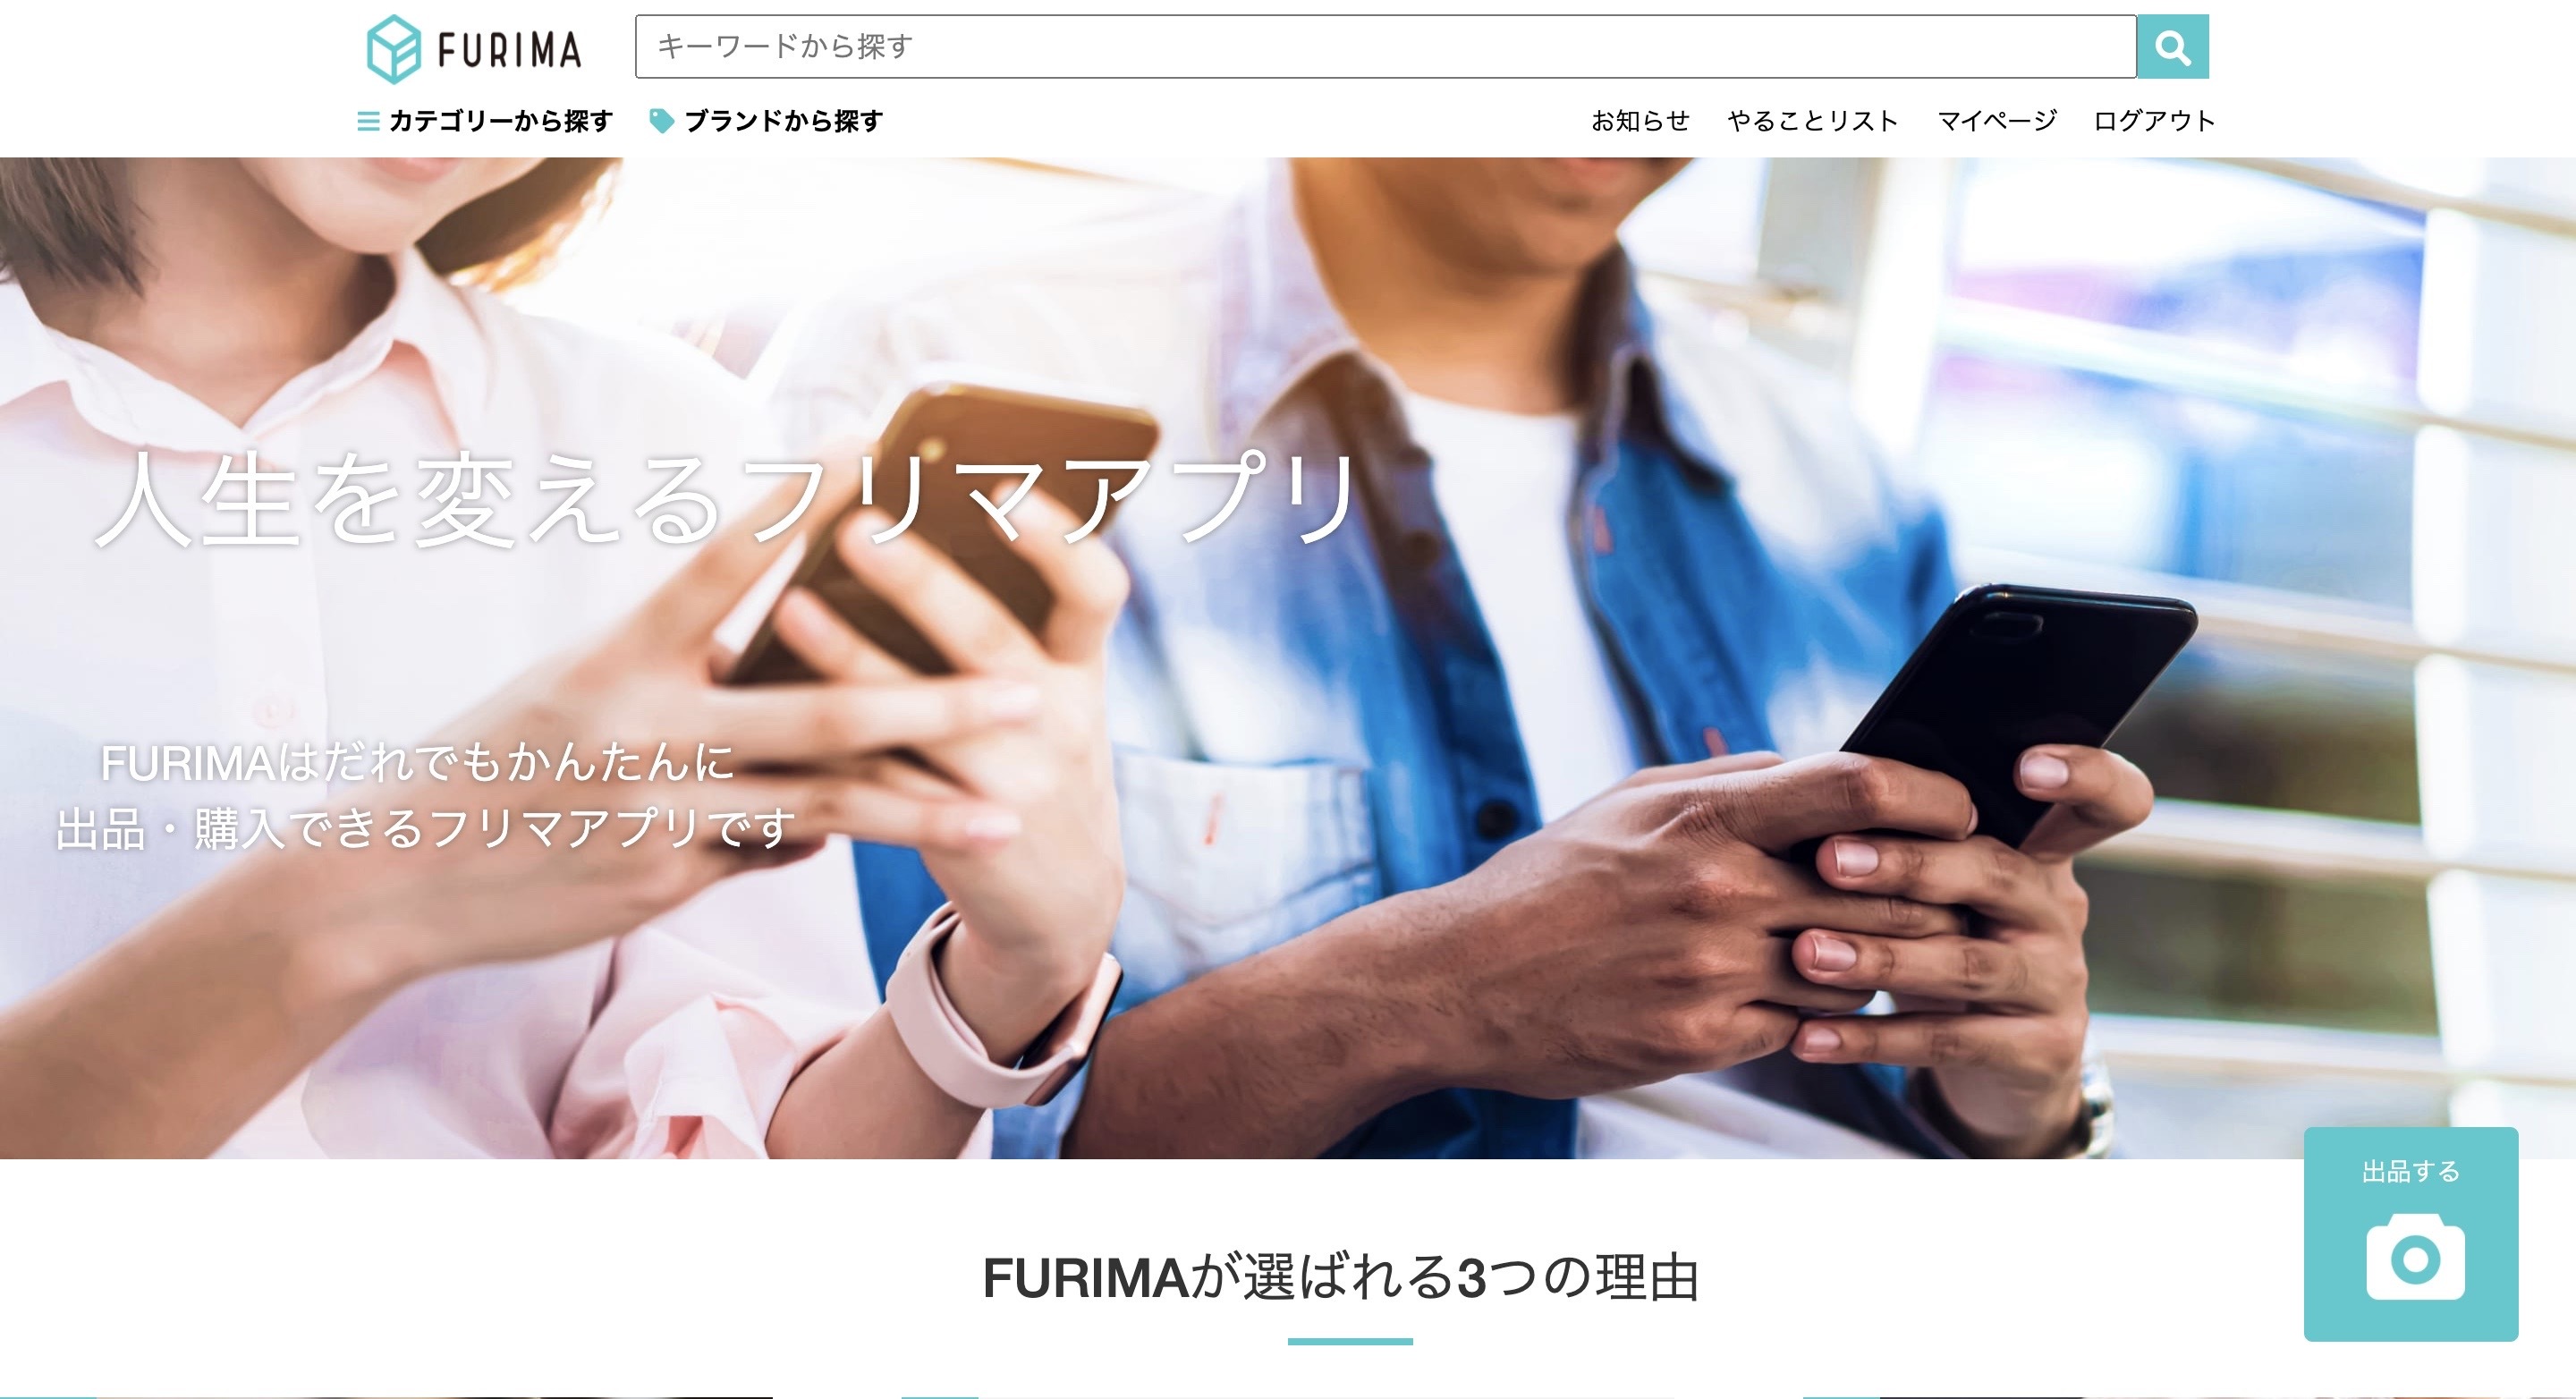 FURIMA
キーワードから探す
カテゴリーから探す
ブランドから探す
お知らせ
やることリスト
マイページ
ログアウト
人生を変えるフリマアプリ
FURIMAはだれでもかんたんに
出品・購入できるフリマアプリです
出品する
FURIMAが選ばれる3つの理由